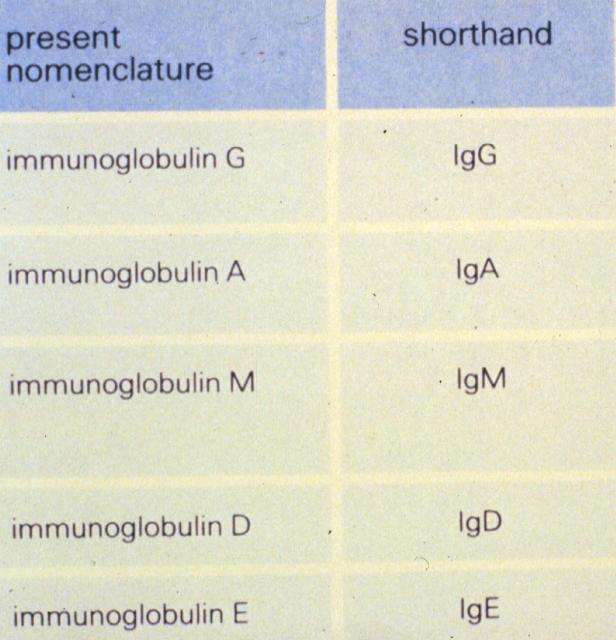 present
nomenclature
shorthand
immunoglobulin G
IgG
immunoglobulin A
IgA
immunoglobulin M
IgM
immunoglobulin D
IgD
immunoglobulin E
IgE